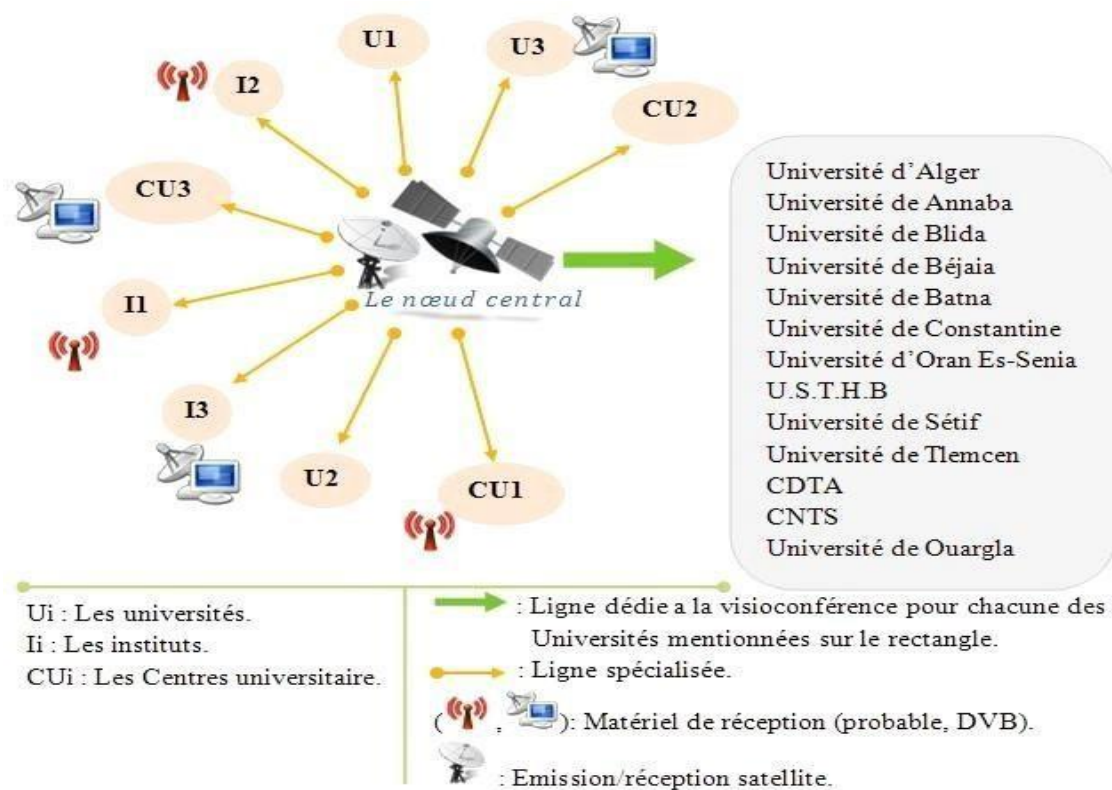 U1
U3
I2
CU2
CU3
I1
Le nœud central
I3
U2
CU1
Université d’Alger
Université de Annaba
Université de Blida
Université de Béjaia
Université de Batna
Université de Constantine
Université d’Oran Es-Senia
U.S.T.H.B
Université de Sétif
Université de Tlemcen
CDTA
CNTS
Université de Ouargla
Ui : Les universités.
Ii : Les instituts.
CUi : Les Centres universitaire.
: Ligne dédie a la visioconférence pour chacune des
Universités mentionnées sur le rectangle.
: Ligne spécialisée.
( , ): Matériel de réception (probable, DVB).
: Emission/réception satellite.